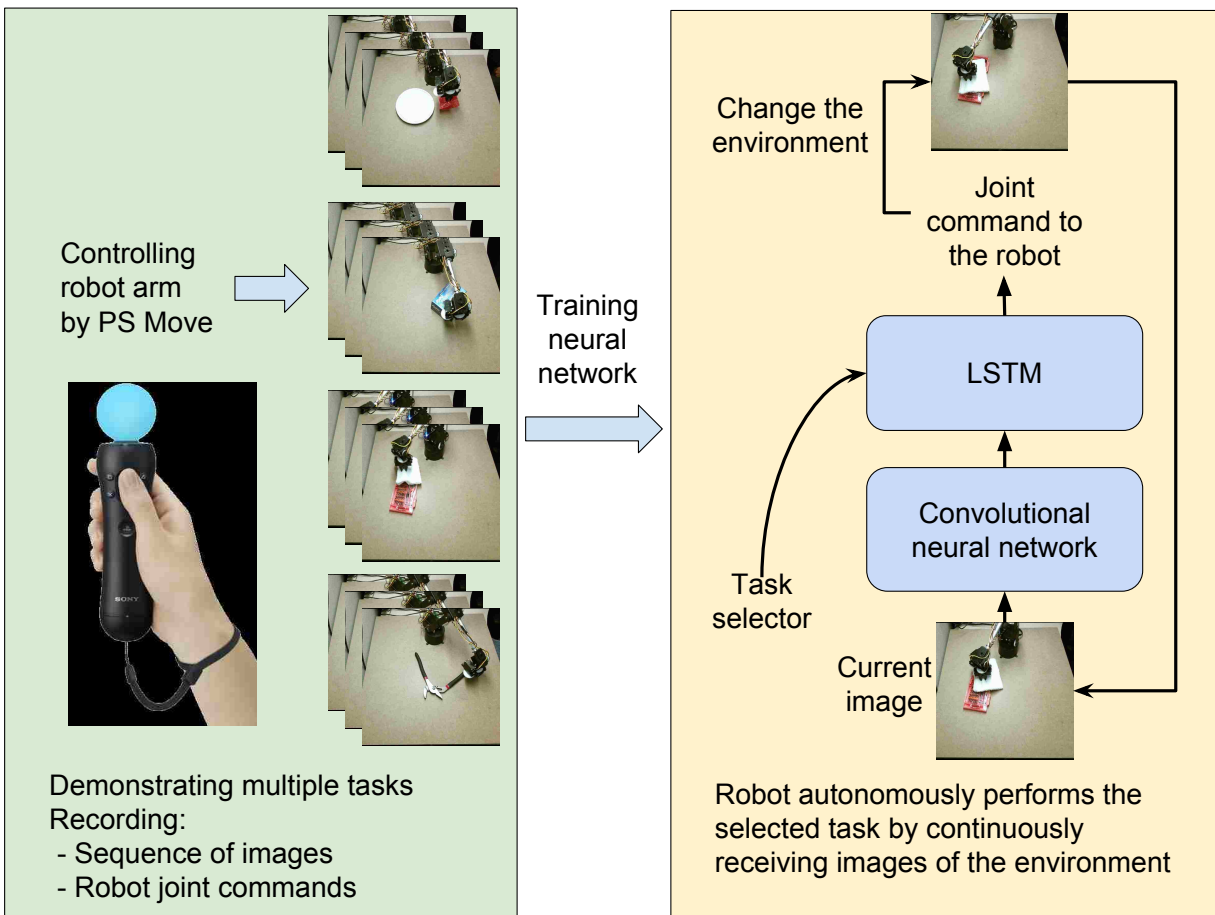 Controlling
robot arm
by PS Move
SONY
Demonstrating multiple tasks
Recording:
- Sequence of images
- Robot joint commands
Training
neural
network
Change the
environment
Joint
command to
the robot
LSTM
Convolutional
neural network
Task
selector
Current
image
Robot autonomously performs the
selected task by continuously
receiving images of the environment